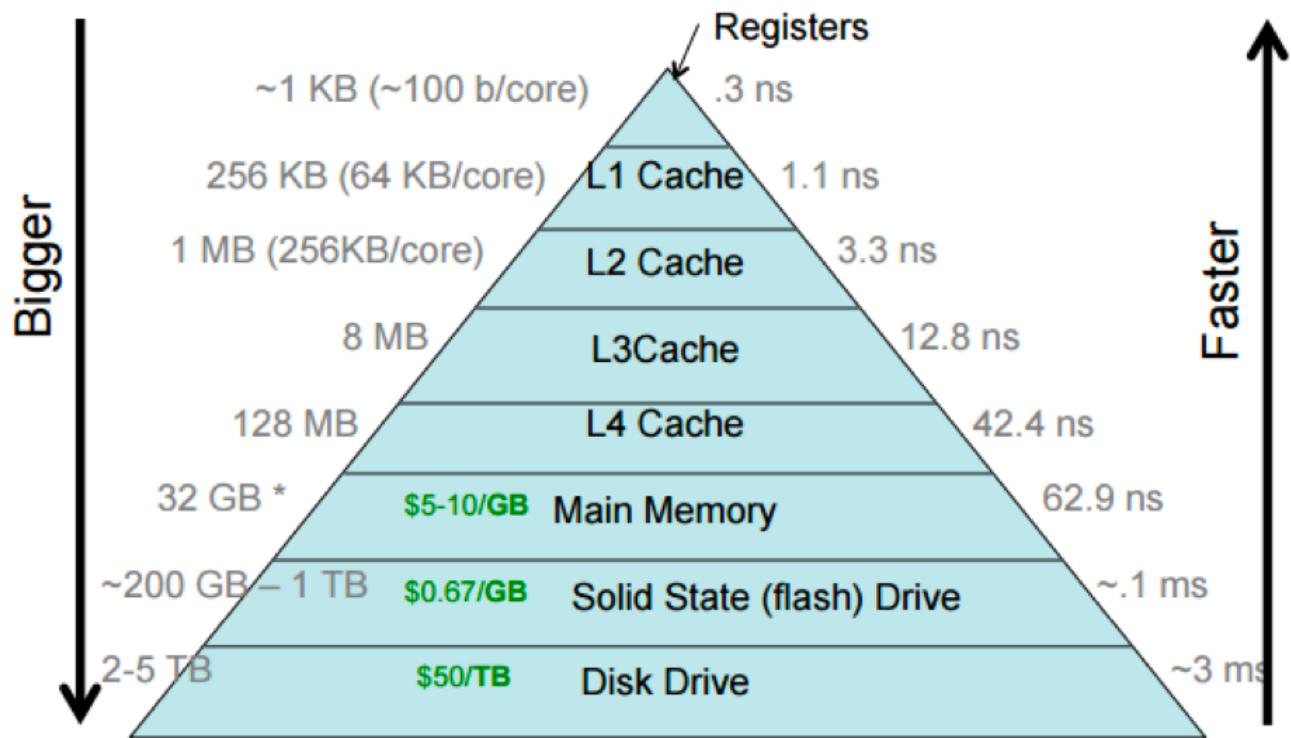 Registers
~1 KB (~100 b/core)
.3 ns
256 KB (64 KB/core)
L1 Cache
1.1 ns
1 MB (256KB/core)
L2 Cache
3.3 ns
8 MB
L3Cache
12.8 ns
128 MB
L4 Cache
42.4 ns
32 GB *
$5-10/GB
Main Memory
62.9 ns
~200 GB – 1 TB
$0.67/GB
Solid State (flash) Drive
~.1 ms
2-5 TB
$50/TB
Disk Drive
~3 ms
Bigger
Faster